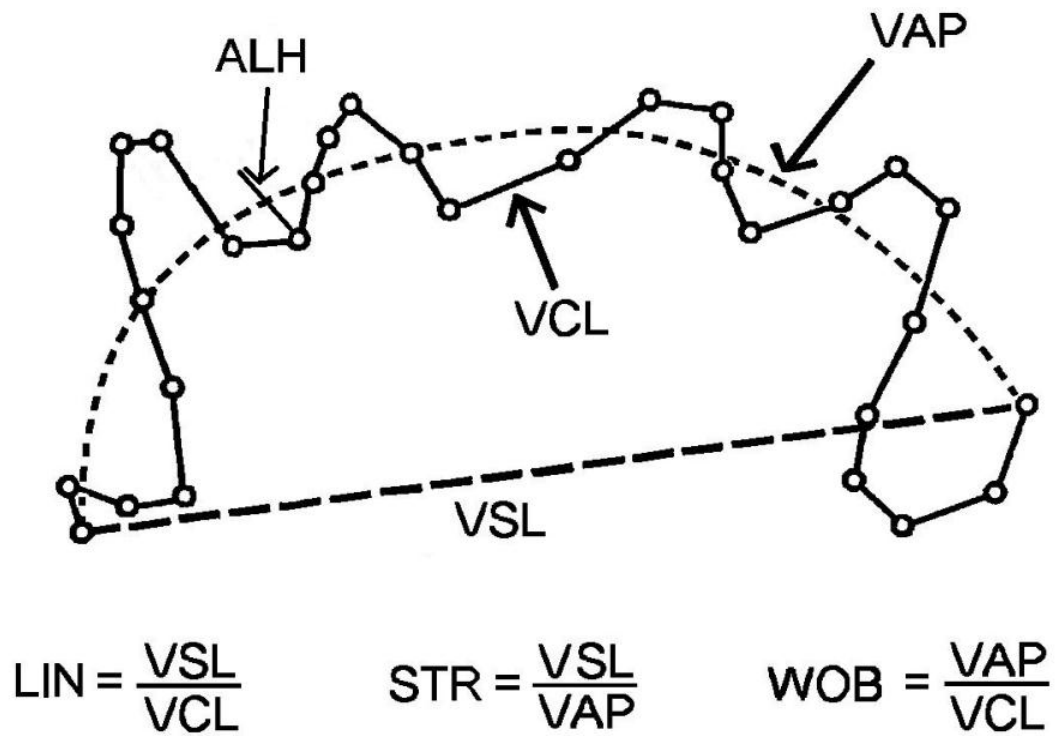 ALH
VAP
VCL
VSL
LIN = VSL/VCL
STR = VSL/VAP
WOB = VAP/VCL